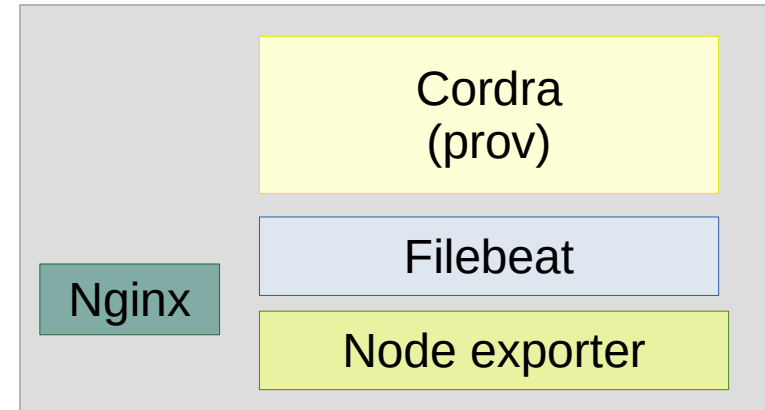 Cordra
(prov)
Filebeat
Nginx
Node exporter